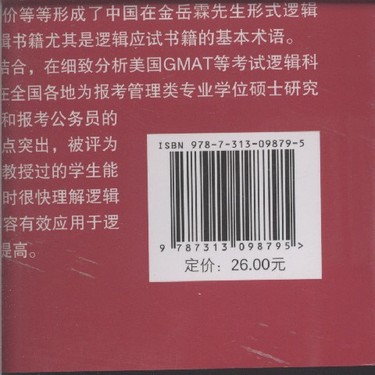 价等等形成了中国在金岳霖先生形式逻辑
辑书籍尤其是逻辑应试书籍的基本术语。
结合，在细致分析美国GMAT等考试逻辑科
在全国各地为报考管理类专业学位硕士研究
和报考公务员的
点突出，被评为
教授过的学生能
时很快理解逻辑
容有效应用于逻
提高。
ISBN 978-7-313-09879-5
9 787313 098795 >
定价：26.00元